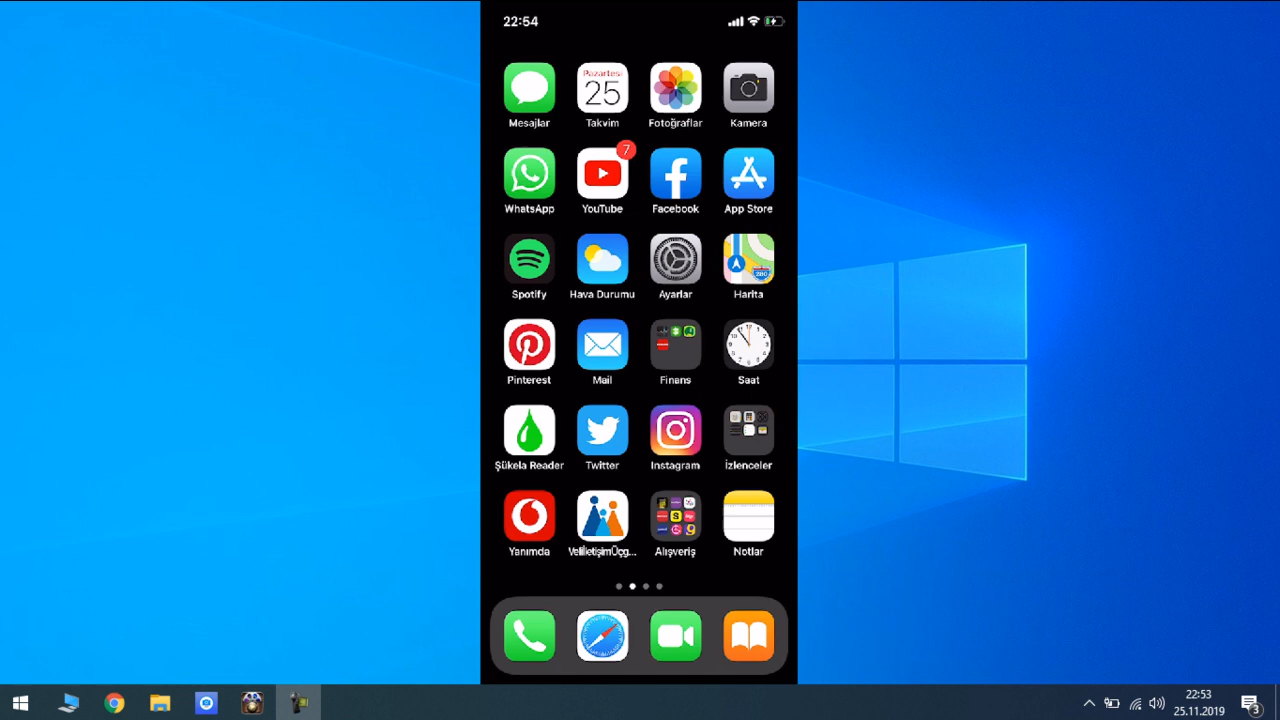 22:54
Pazartesi
25
Mesajlar
Takvim
Fotoğraflar
Kamera
7
WhatsApp
YouTube
Facebook
App Store
280
Spotify
Hava Durumu
Ayarlar
Harita
Pinterest
Mail
Finans
Saat
Şükela Reader
Twitter
Instagram
İzlenceler
Yanımda
VeliİletişimÜçg...
Alışveriş
Notlar
22:53
25.11.2019
3